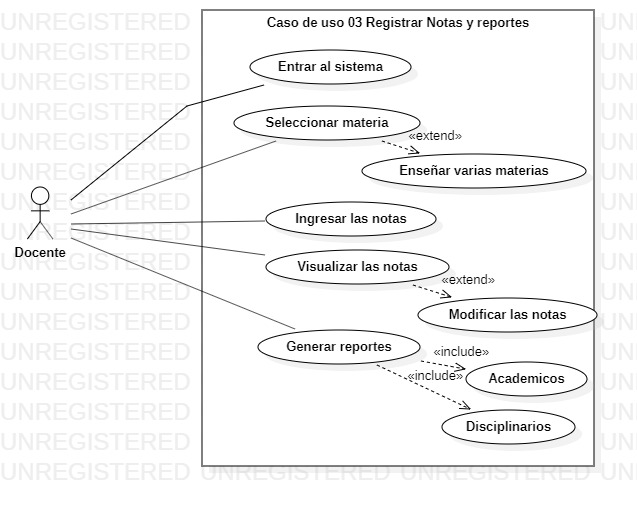 Caso de uso 03 Registrar Notas y reportes
Entrar al sistema
Seleccionar materia
«extend»
Enseñar varias materias
Docente
Ingresar las notas
Visualizar las notas
«extend»
Modificar las notas
Generar reportes
«include»
«include»
Academicos
Disciplinarios
UNREGISTERED UNREGISTERED UNREGISTERED UN